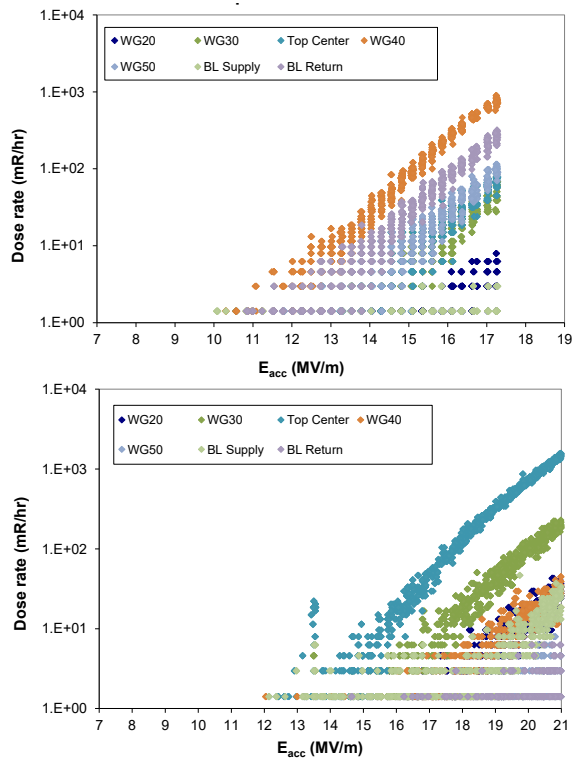 WG20 WG30 Top Center WG40
WG50 BL Supply BL Return
Dose rate (mR/hr)
1.E+04
1.E+03
1.E+02
1.E+01
1.E+00
7 8 9 10 11 12 13 14 15 16 17 18 19
Eacc (MV/m)
WG20 WG30 Top Center WG40
WG50 BL Supply BL Return
Dose rate (mR/hr)
1.E+04
1.E+03
1.E+02
1.E+01
1.E+00
7 8 9 10 11 12 13 14 15 16 17 18 19 20 21
Eacc (MV/m)